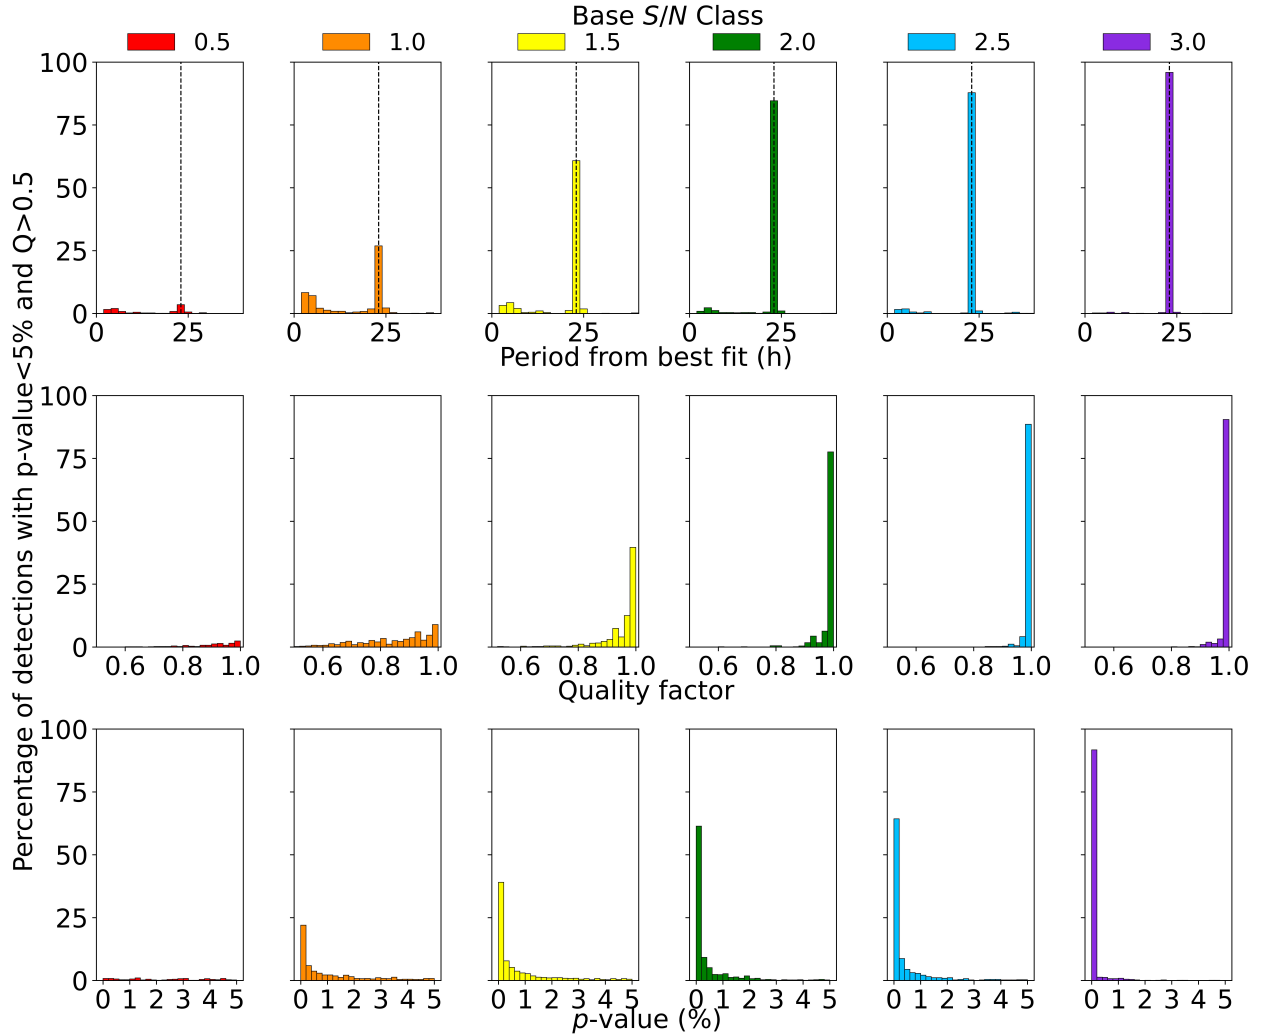 Base S/N Class
0.5 1.0 1.5 2.0 2.5 3.0
Percentage of detections with p-value<5% and Q>0.5
100
75
50
25
0
0 25 0 25 0 25 0 25 0 25 0 25
Period from best fit (h)
100
75
50
25
0
0.6 0.8 1.0 0.6 0.8 1.0 0.6 0.8 1.0 0.6 0.8 1.0 0.6 0.8 1.0 0.6 0.8 1.0
Quality factor
100
75
50
25
0
0 1 2 3 4 5 0 1 2 3 4 5 0 1 2 3 4 5 0 1 2 3 4 5 0 1 2 3 4 5 0 1 2 3 4 5
p-value (%)